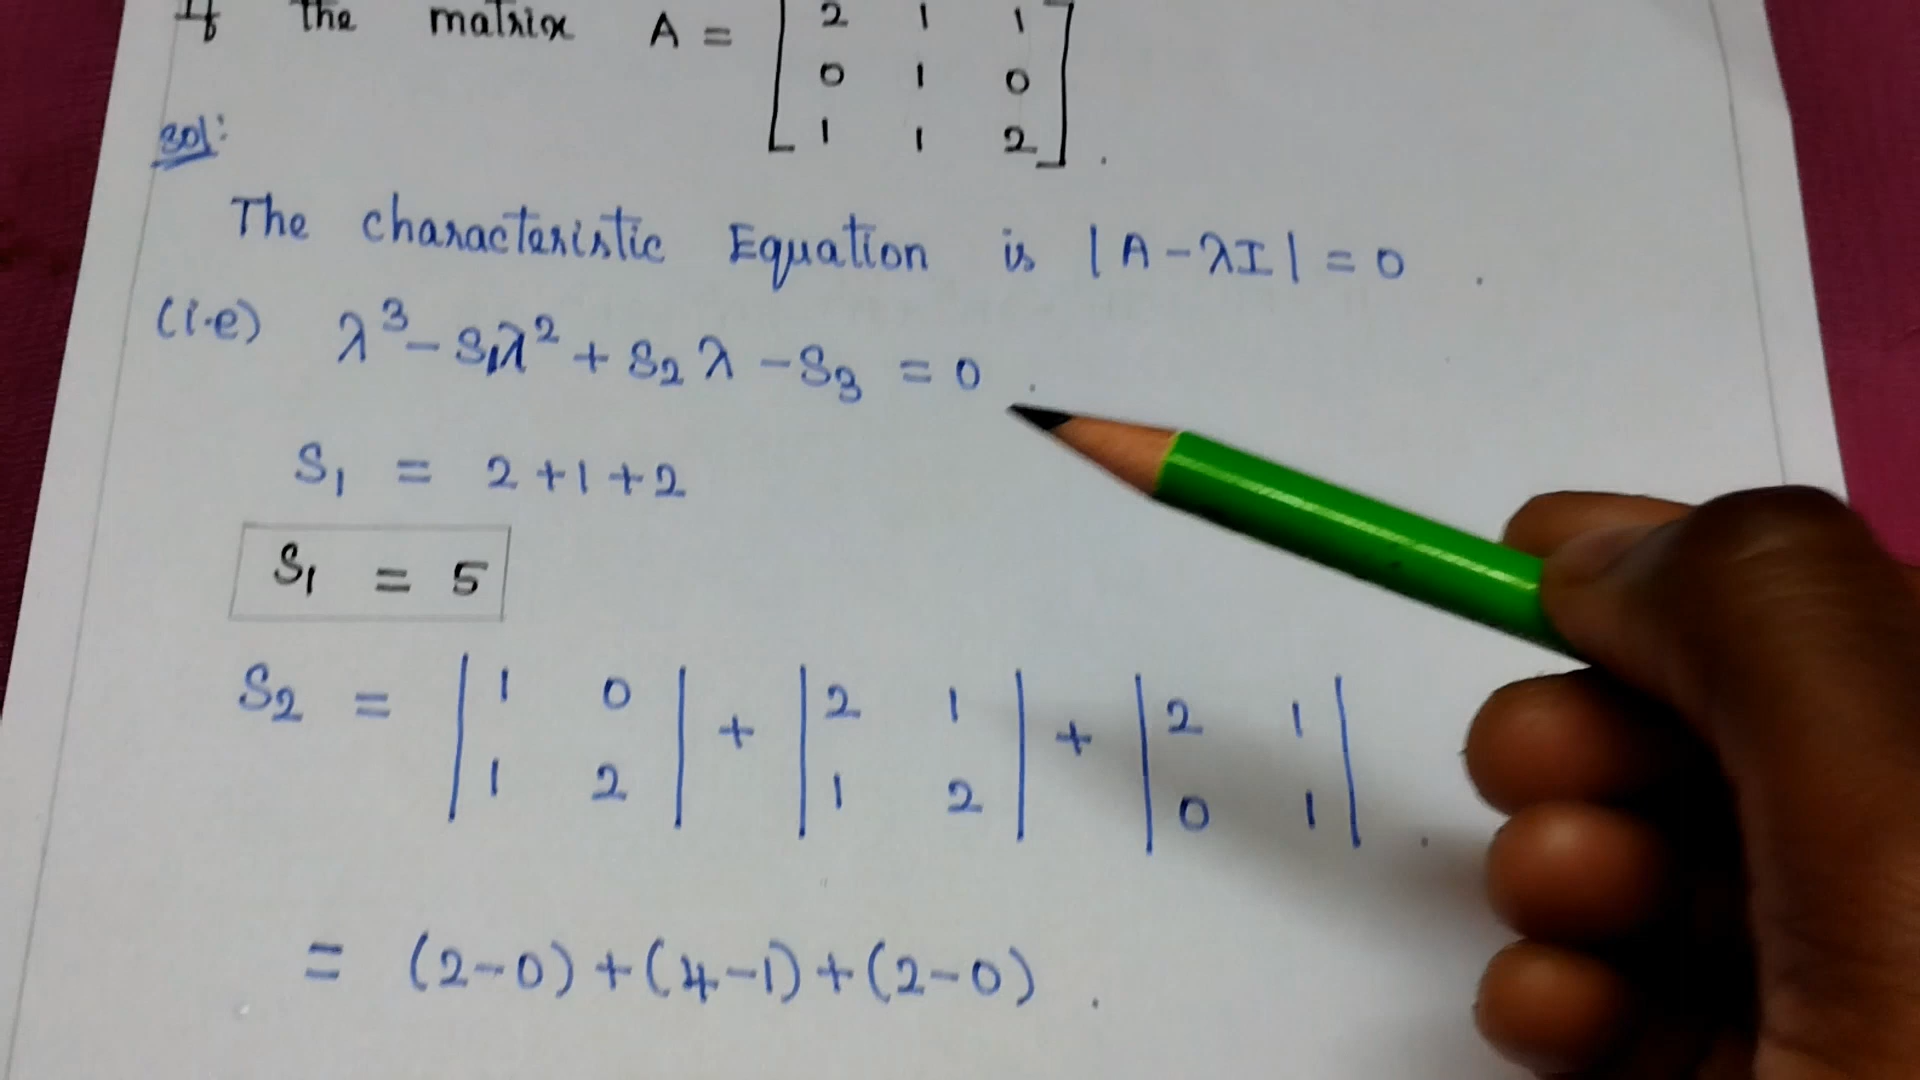 If the matrix A = [2 1 1
0 1 0
1 1 2].
Sol:
The characteristic Equation is |A-λI| = 0.
(i.e) λ³ - S₁λ² + S₂λ - S₃ = 0.
S₁ = 2+1+2
S₁ = 5
S₂ = |1 0| + |2 1| + |2 1|
|1 2| |1 2| |0 1|.
= (2-0)+(4-1)+(2-0).